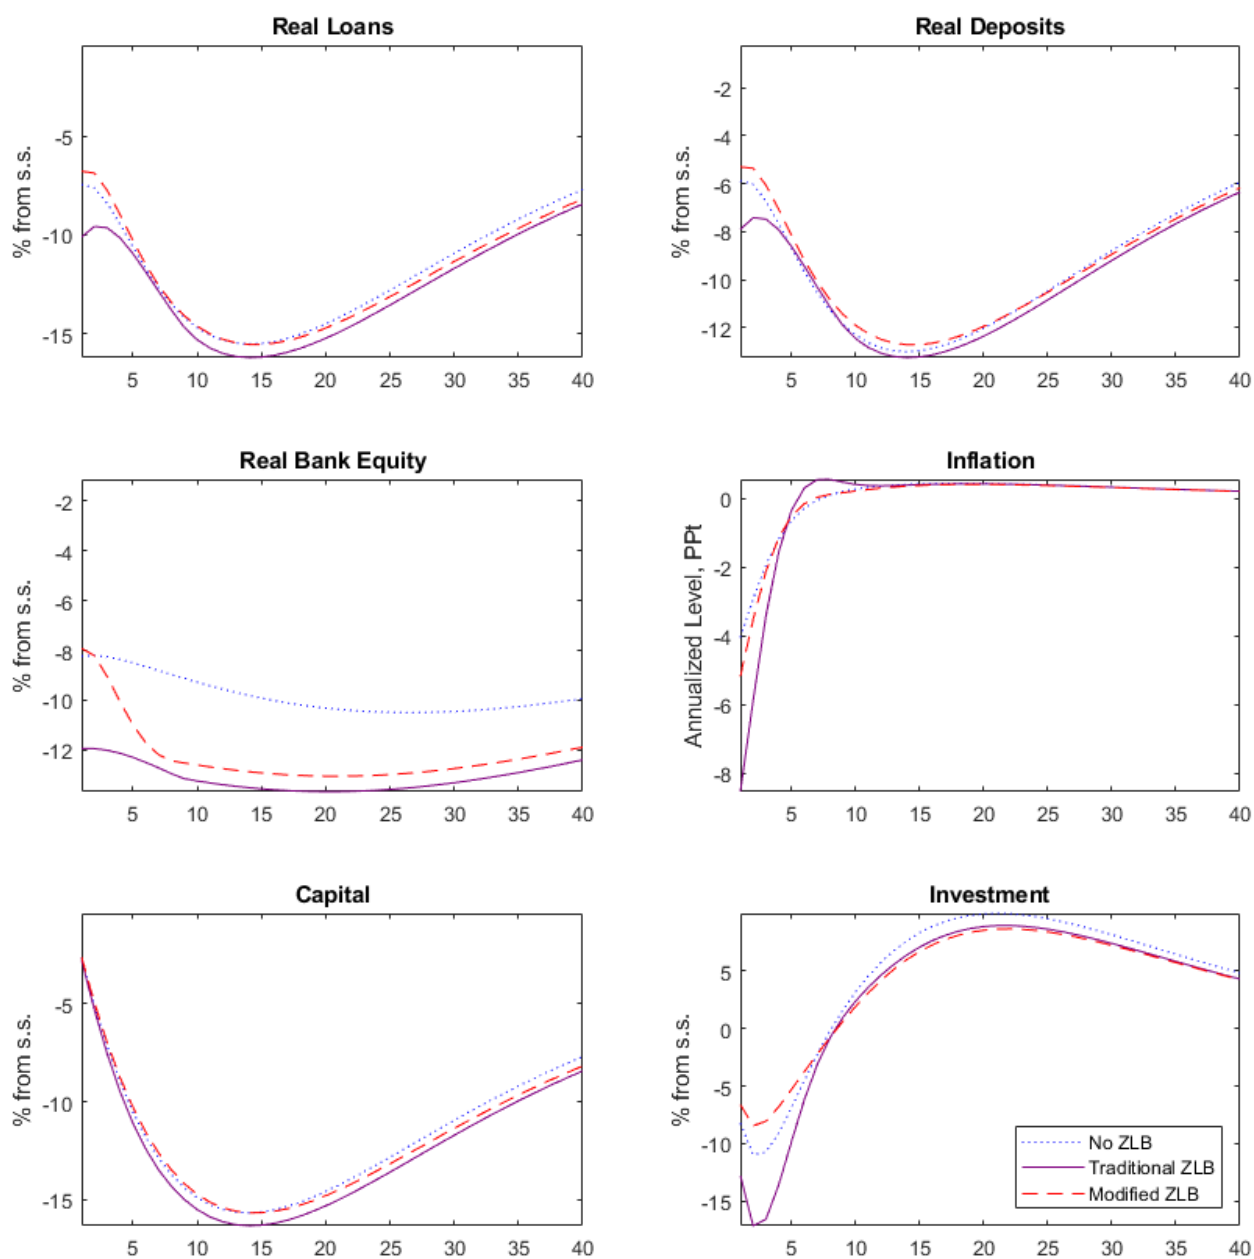 Real Loans
% from s.s.
-5
-10
-15
5 10 15 20 25 30 35 40
Real Deposits
% from s.s.
-2
-4
-6
-8
-10
-12
5 10 15 20 25 30 35 40
Real Bank Equity
% from s.s.
-2
-4
-6
-8
-10
-12
5 10 15 20 25 30 35 40
Inflation
Annualized Level, PPt
0
-2
-4
-6
-8
5 10 15 20 25 30 35 40
Capital
% from s.s.
-5
-10
-15
5 10 15 20 25 30 35 40
Investment
% from s.s.
5
0
-5
-10
-15
5 10 15 20 25 30 35 40
No ZLB
Traditional ZLB
Modified ZLB